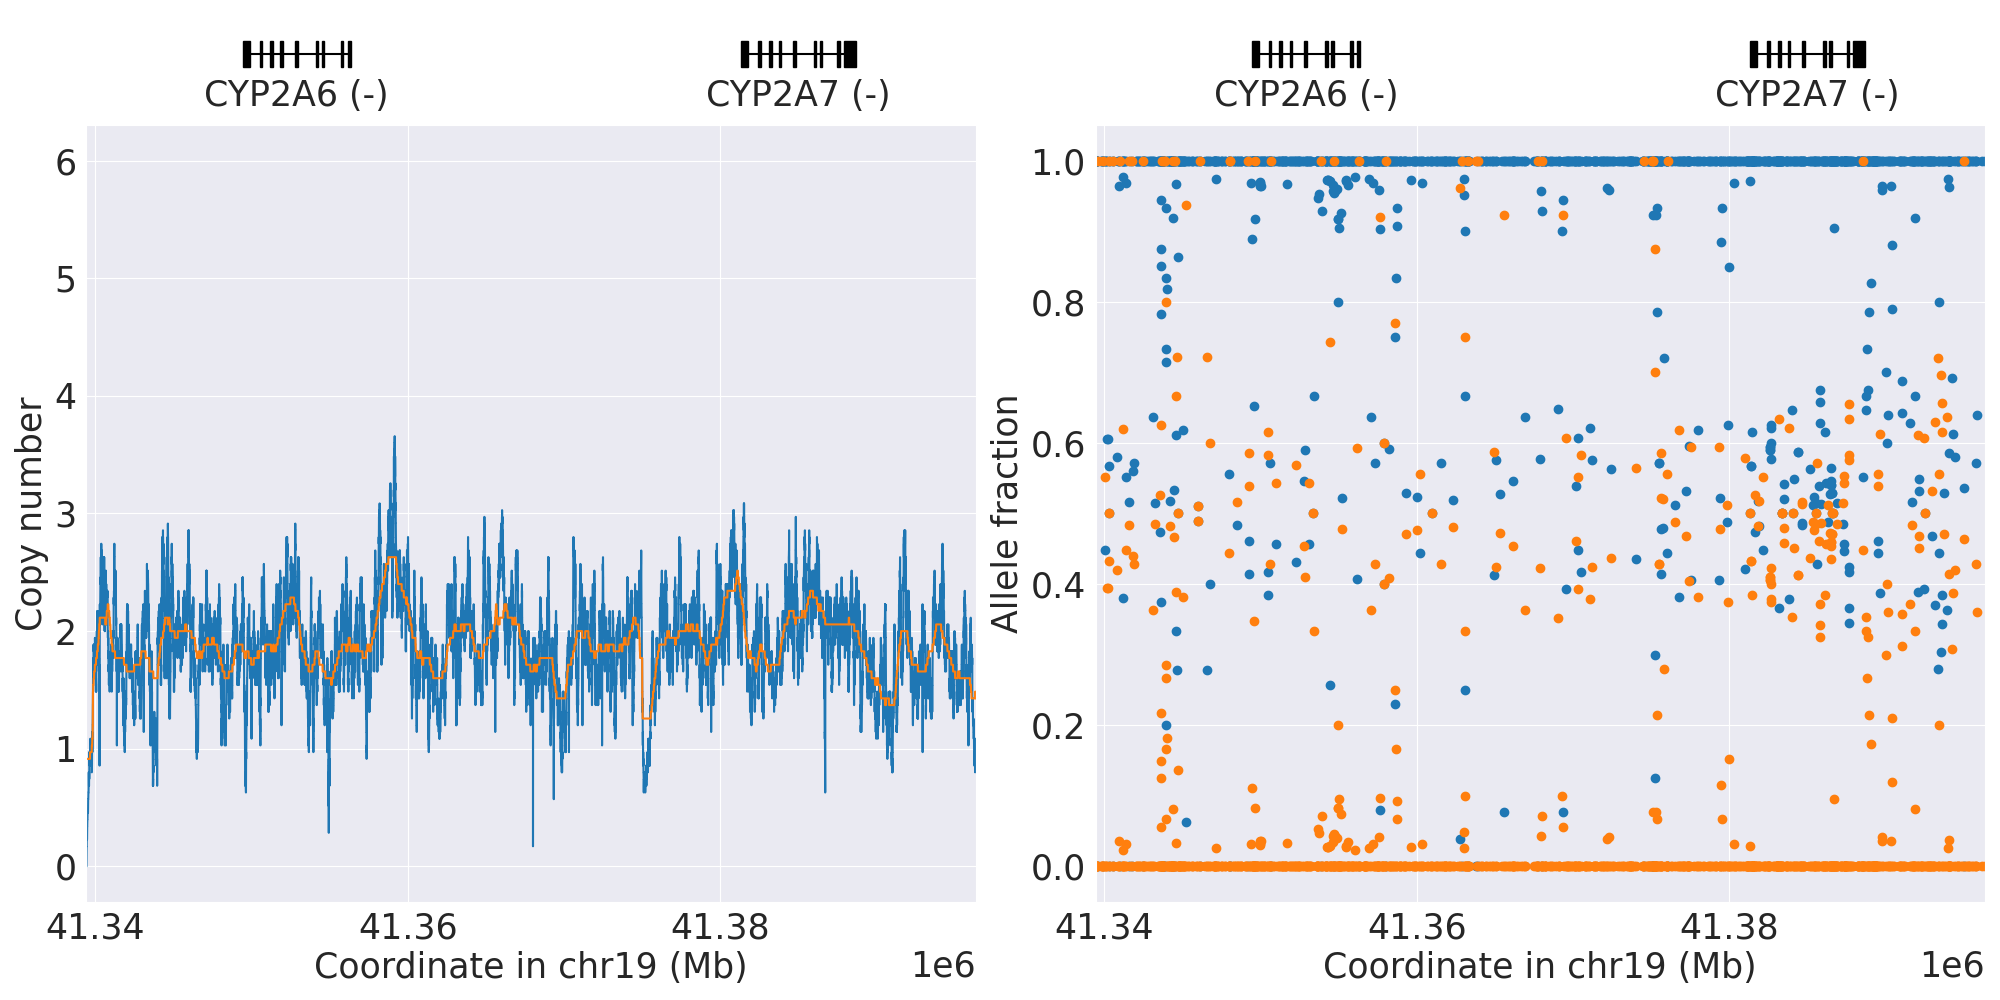 CYP2A6 (-) CYP2A7 (-)
Copy number
6
5
4
3
2
1
0
41.34 41.36 41.38
Coordinate in chr19 (Mb) 1e6
CYP2A6 (-) CYP2A7 (-)
Allele fraction
1.0
0.8
0.6
0.4
0.2
0.0
41.34 41.36 41.38
Coordinate in chr19 (Mb) 1e6